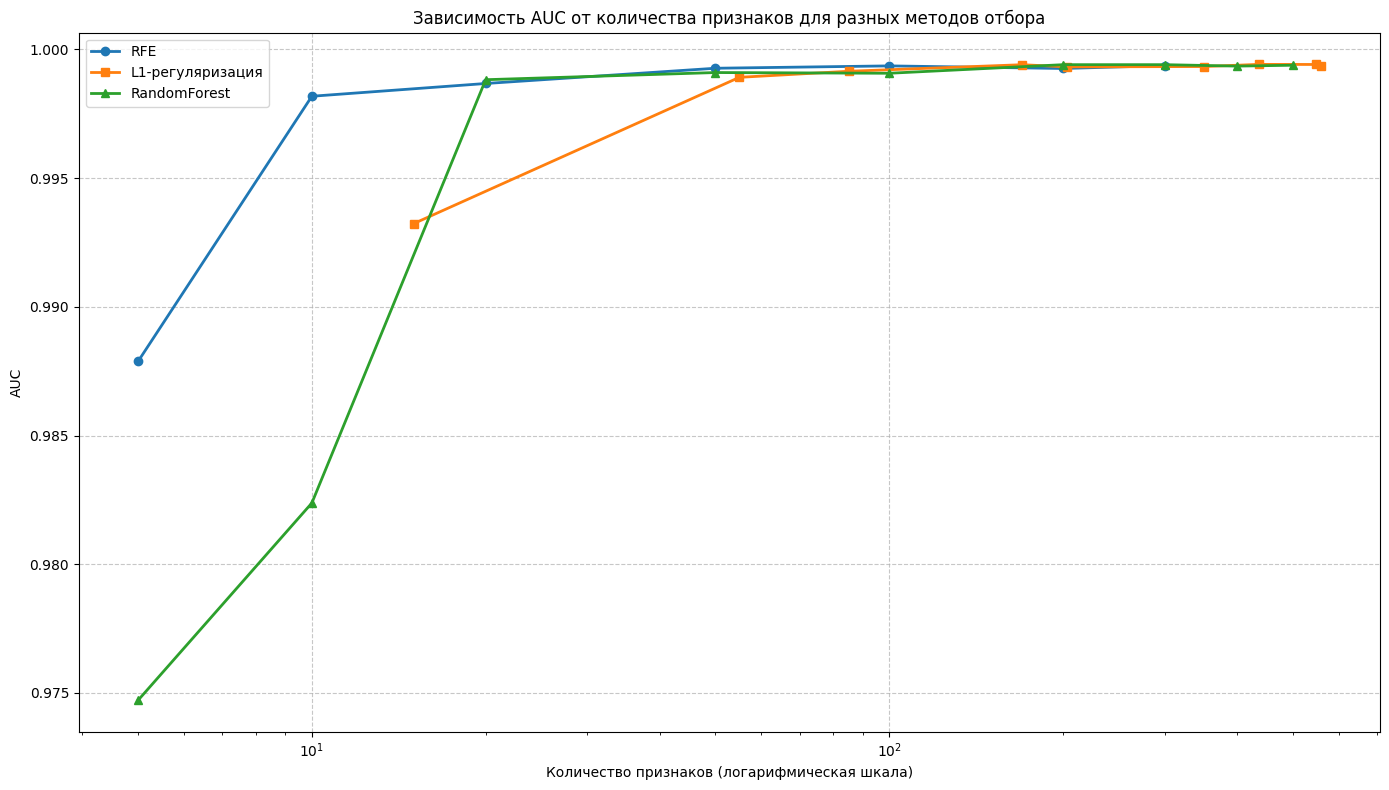 Зависимость AUC от количества признаков для разных методов отбора
RFE
L1-регуляризация
RandomForest
1.000
0.995
0.990
0.985
0.980
0.975
AUC
10¹
10²
Количество признаков (логарифмическая шкала)